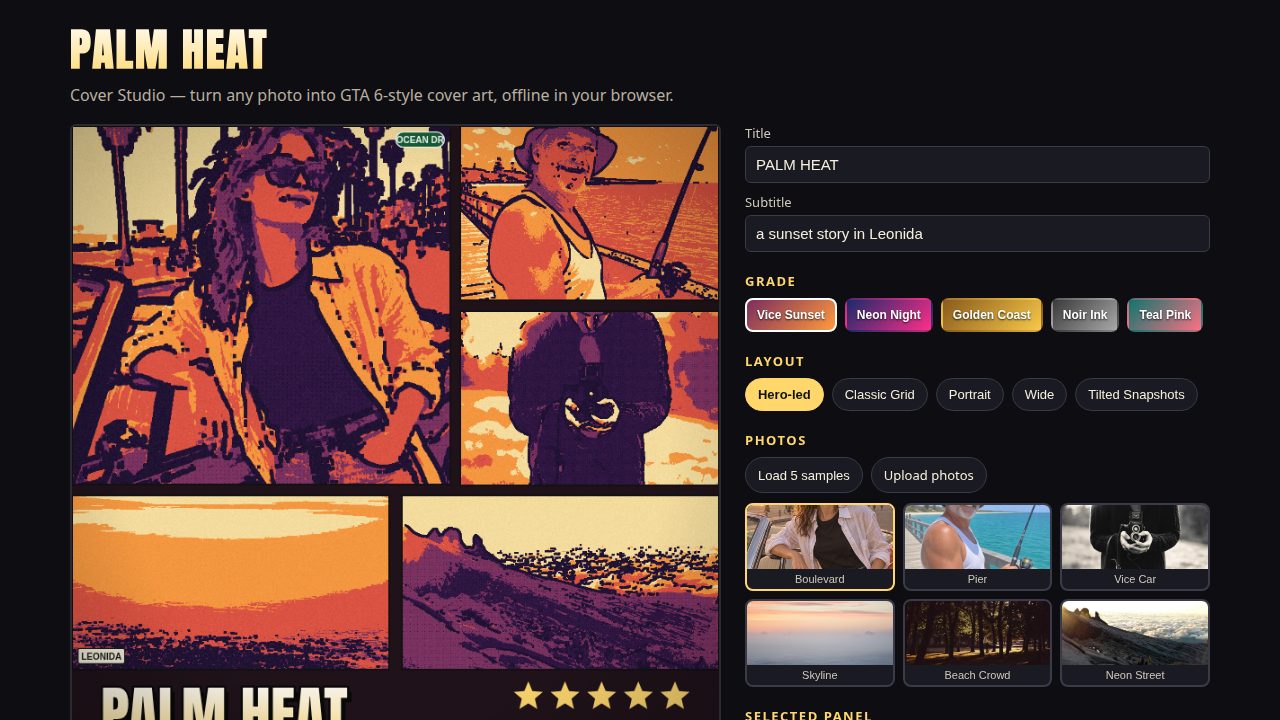 PALM HEAT
Cover Studio — turn any photo into GTA 6-style cover art, offline in your browser.
OCEAN DR
LEONIDA
PALM HEAT
Title
PALM HEAT
Subtitle
a sunset story in Leonida
GRADE
Vice Sunset
Neon Night
Golden Coast
Noir Ink
Teal Pink
LAYOUT
Hero-led
Classic Grid
Portrait
Wide
Tilted Snapshots
PHOTOS
Load 5 samples
Upload photos
Boulevard
Pier
Vice Car
Skyline
Beach Crowd
Neon Street
SELECTED PANEL